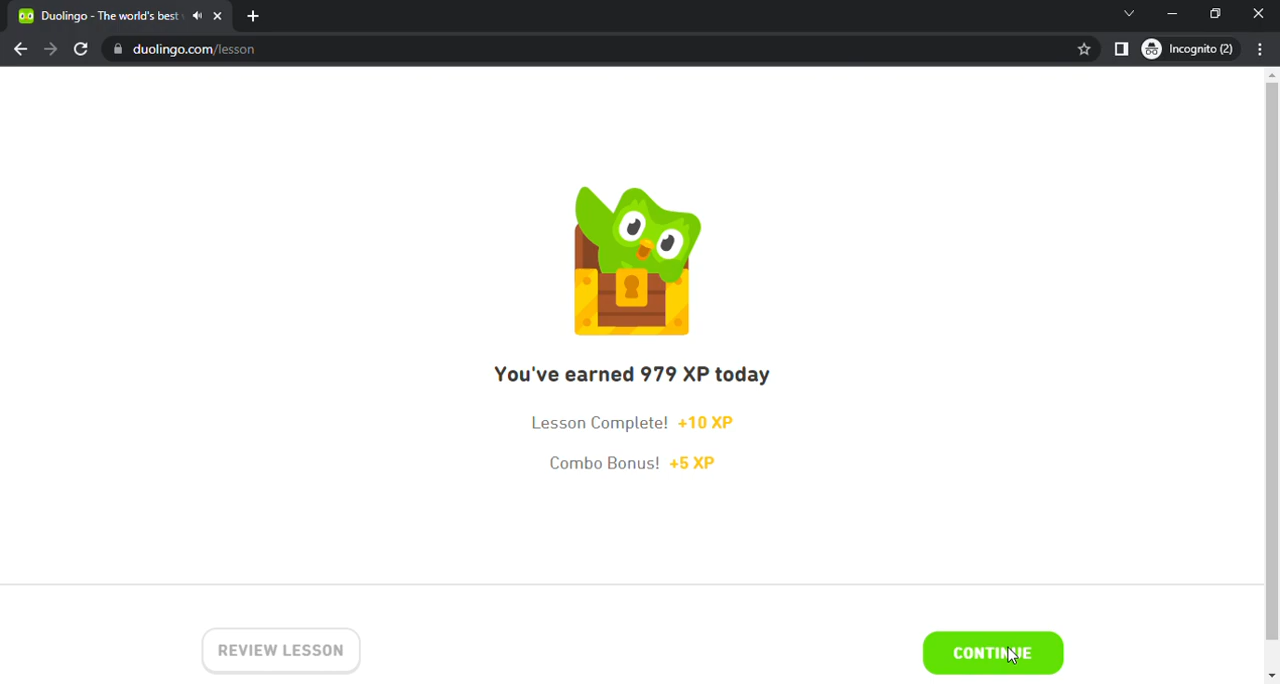 Duolingo - The world's best
duolingo.com/lesson
Incognito (2)
You've earned 979 XP today
Lesson Complete! +10 XP
Combo Bonus! +5 XP
REVIEW LESSON
CONTINUE